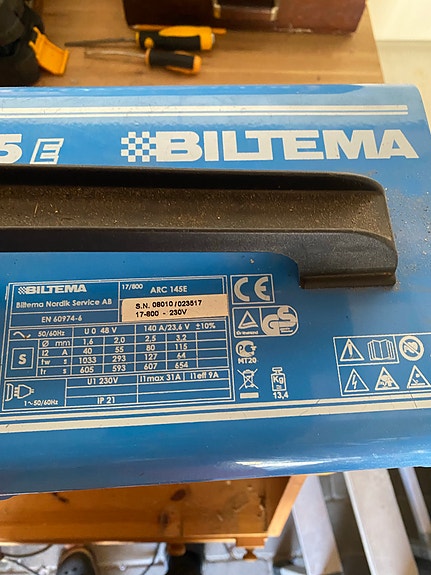 5 E BILTEMA
BILTEMA 17/800 ARC 145E
Biltema Nordik Service AB
S.N. 08010/023517
17-800 - 230V
EN 60974-6
50/60Hz U 0 48 V 140 A/23,6 V ±10%
Ø mm 1,6 2,0 2,5 3,2
I2 A 40 55 80 115
tw s 1033 293 127 64
tr s 605 593 607 654
S
1~50/60Hz U1 230V I1max 31A I1eff 9A
IP 21
CE
GS
MT20
Kg
13,4